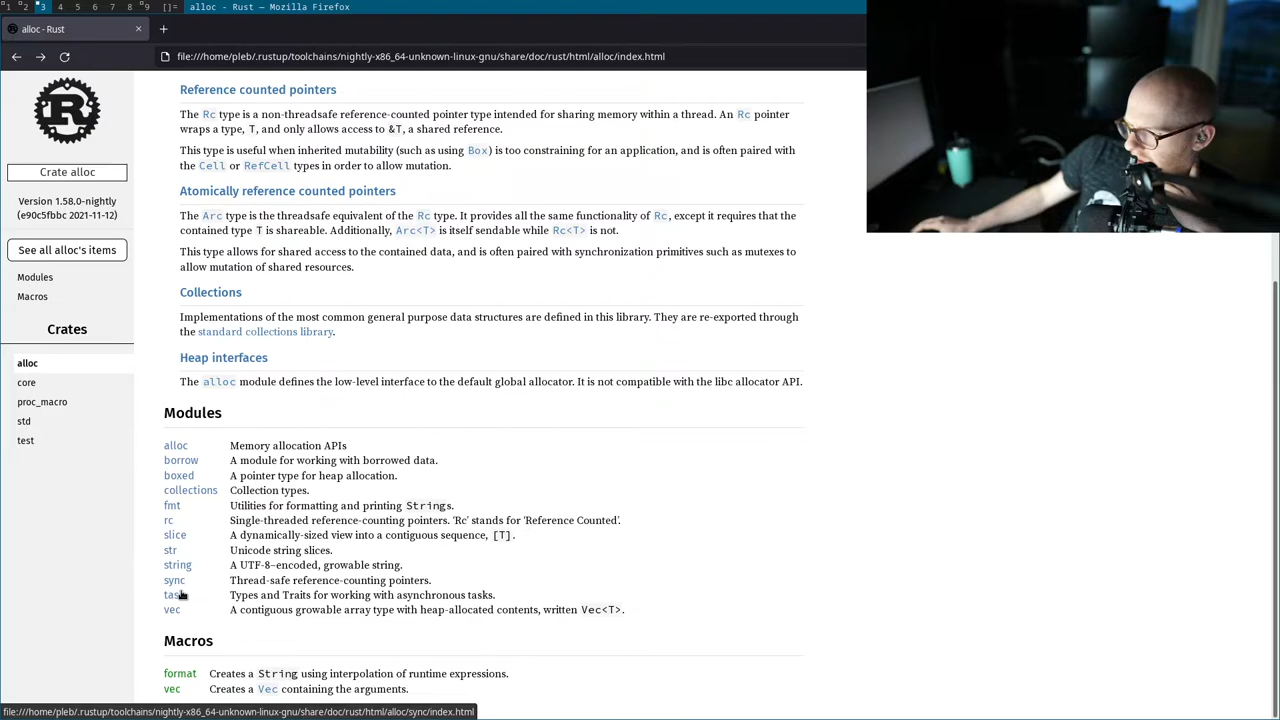 1 2 3 4 5 6 7 8 9 []= alloc - Rust — Mozilla Firefox
alloc - Rust
file:///home/pleb/.rustup/toolchains/nightly-x86_64-unknown-linux-gnu/share/doc/rust/html/alloc/index.html
Crate alloc
Version 1.58.0-nightly
(e90c5fbbc 2021-11-12)
See all alloc's items
Modules
Macros
Crates
alloc
core
proc_macro
std
test
Reference counted pointers
The Rc type is a non-threadsafe reference-counted pointer type intended for sharing memory within a thread. An Rc pointer
wraps a type, T, and only allows access to &T, a shared reference.
This type is useful when inherited mutability (such as using Box) is too constraining for an application, and is often paired with
the Cell or RefCell types in order to allow mutation.
Atomically reference counted pointers
The Arc type is the threadsafe equivalent of the Rc type. It provides all the same functionality of Rc, except it requires that the
contained type T is shareable. Additionally, Arc<T> is itself sendable while Rc<T> is not.
This type allows for shared access to the contained data, and is often paired with synchronization primitives such as mutexes to
allow mutation of shared resources.
Collections
Implementations of the most common general purpose data structures are defined in this library. They are re-exported through
the standard collections library.
Heap interfaces
The alloc module defines the low-level interface to the default global allocator. It is not compatible with the libc allocator API.
Modules
alloc Memory allocation APIs
borrow A module for working with borrowed data.
boxed A pointer type for heap allocation.
collections Collection types.
fmt Utilities for formatting and printing Strings.
rc Single-threaded reference-counting pointers. ‘Rc’ stands for ‘Reference Counted’.
slice A dynamically-sized view into a contiguous sequence, [T].
str Unicode string slices.
string A UTF-8–encoded, growable string.
sync Thread-safe reference-counting pointers.
task Types and Traits for working with asynchronous tasks.
vec A contiguous growable array type with heap-allocated contents, written Vec<T>.
Macros
format Creates a String using interpolation of runtime expressions.
vec Creates a Vec containing the arguments.
file:///home/pleb/.rustup/toolchains/nightly-x86_64-unknown-linux-gnu/share/doc/rust/html/alloc/sync/index.html